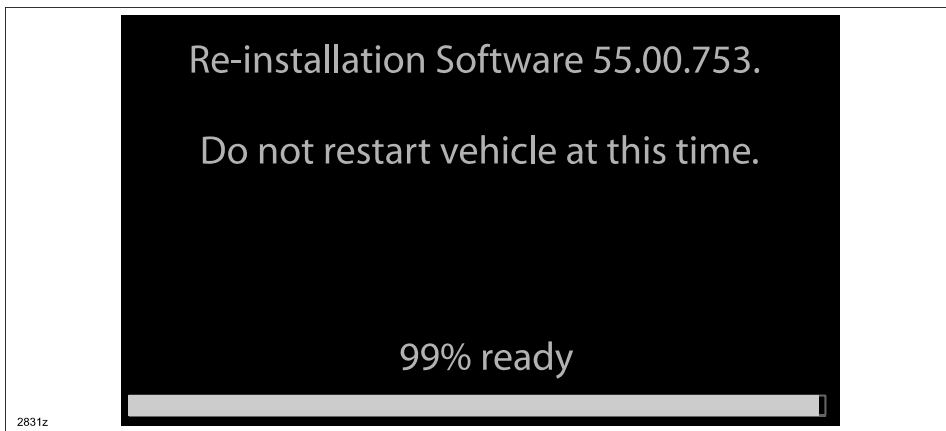 Re-installation Software 55.00.753.
Do not restart vehicle at this time.
99% ready
2831z